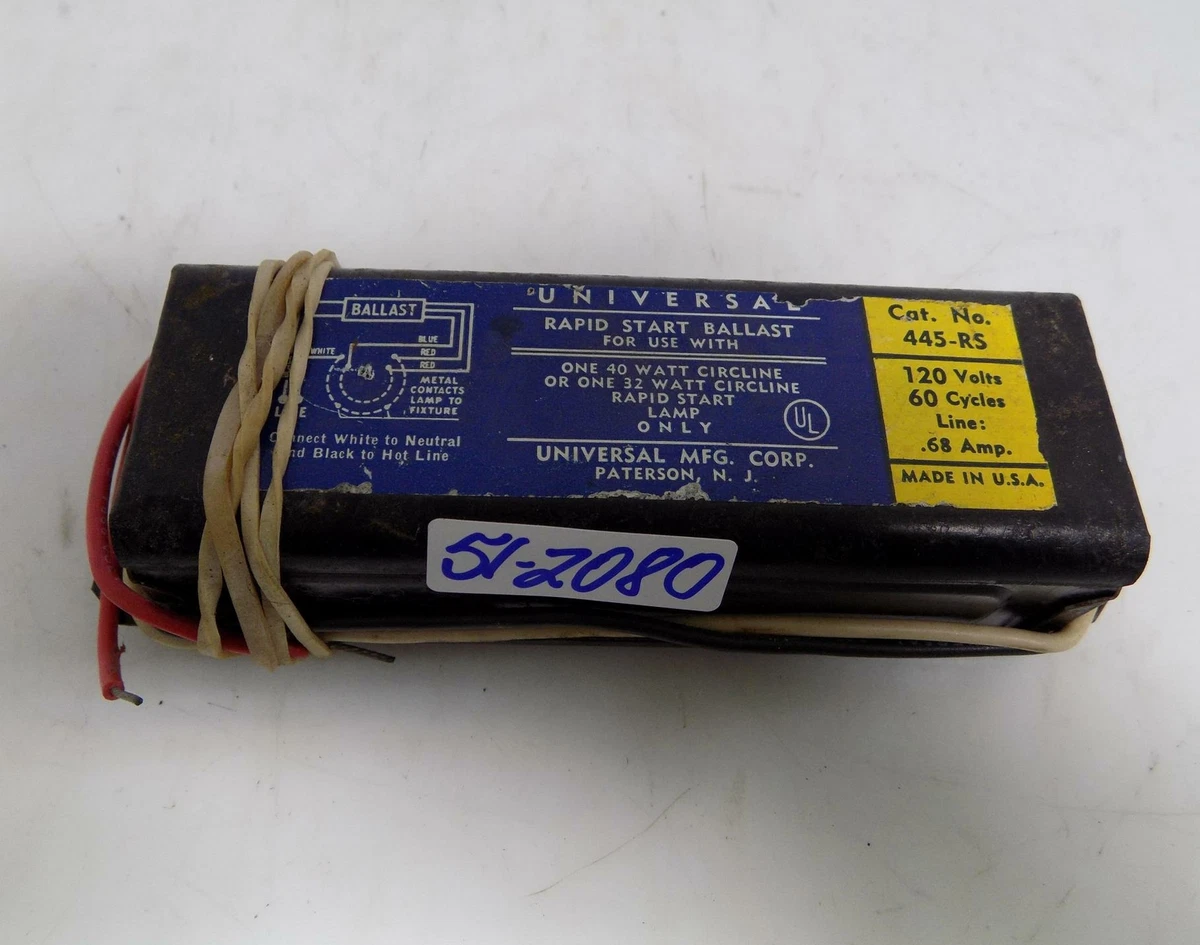 BALLAST
BLUE
WHITE
RED
RED
METAL
CONTACTS
LAMP TO
FIXTURE
White to Neutral
Black to Hot Line
UNIVERSAL
RAPID START BALLAST
FOR USE WITH
ONE 40 WATT CIRCLINE
OR ONE 32 WATT CIRCLINE
RAPID START
LAMP
ONLY
UL
UNIVERSAL MFG. CORP.
PATERSON, N. J.
Cat. No.
445-RS
120 Volts
60 Cycles
Line:
.68 Amp.
MADE IN U.S.A.
51-2080